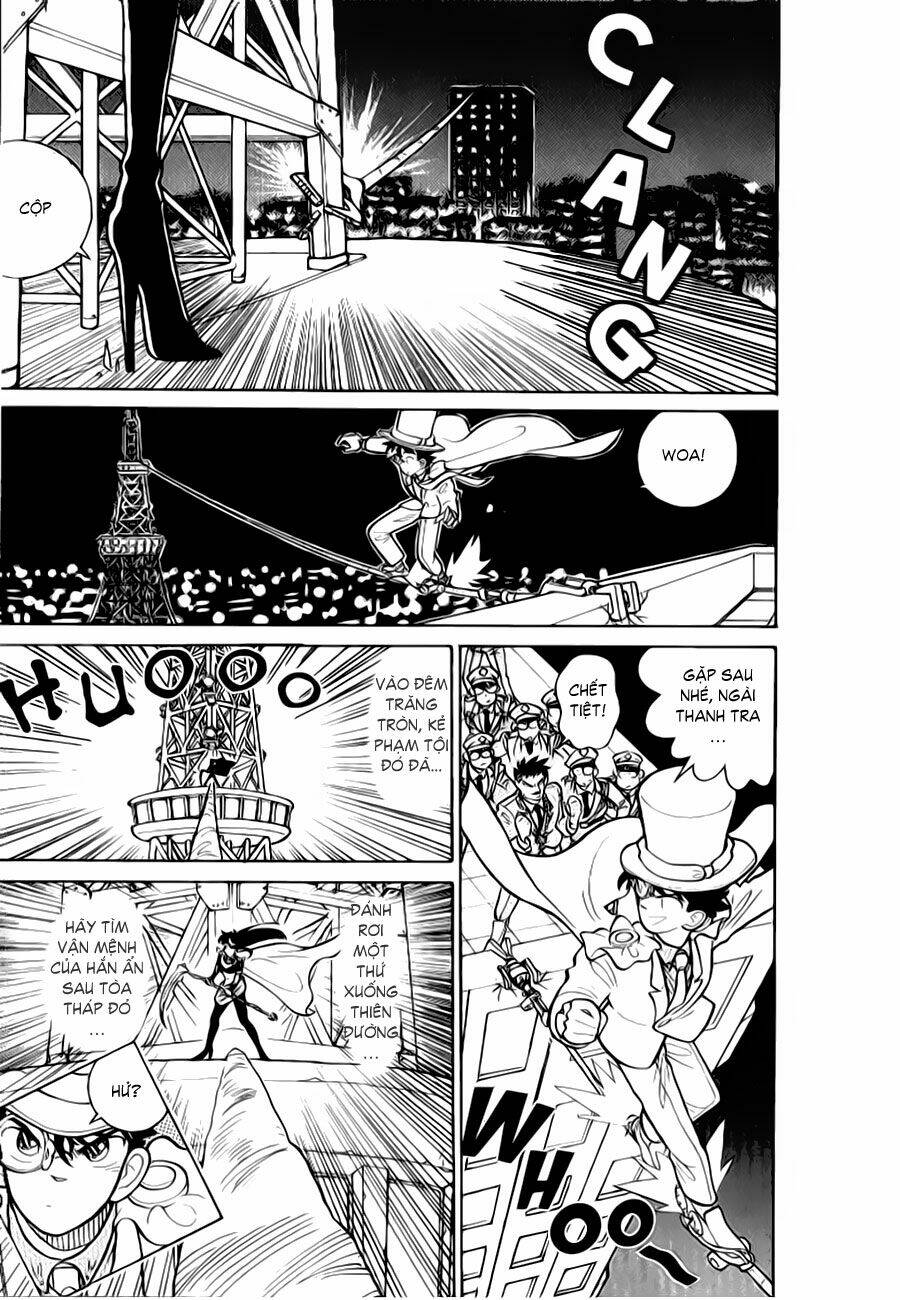 CLANG
CỘP
WOA!
GẶP SAU
NHÉ, NGÀI
THANH TRA
...
CHẾT
TIỆT!
WHOO
HUOOOO
VÀO ĐÊM
TRĂNG
TRÒN, KẺ
PHẠM TỘI
ĐÓ ĐÃ...
ĐÁNH
RƠI
MỘT
THỨ
XUỐNG
THIÊN
ĐƯỜNG
...
HÃY TÌM
VẬN MỆNH
CỦA HẮN ẨN
SAU TÒA
THÁP ĐÓ
...
HỬ?